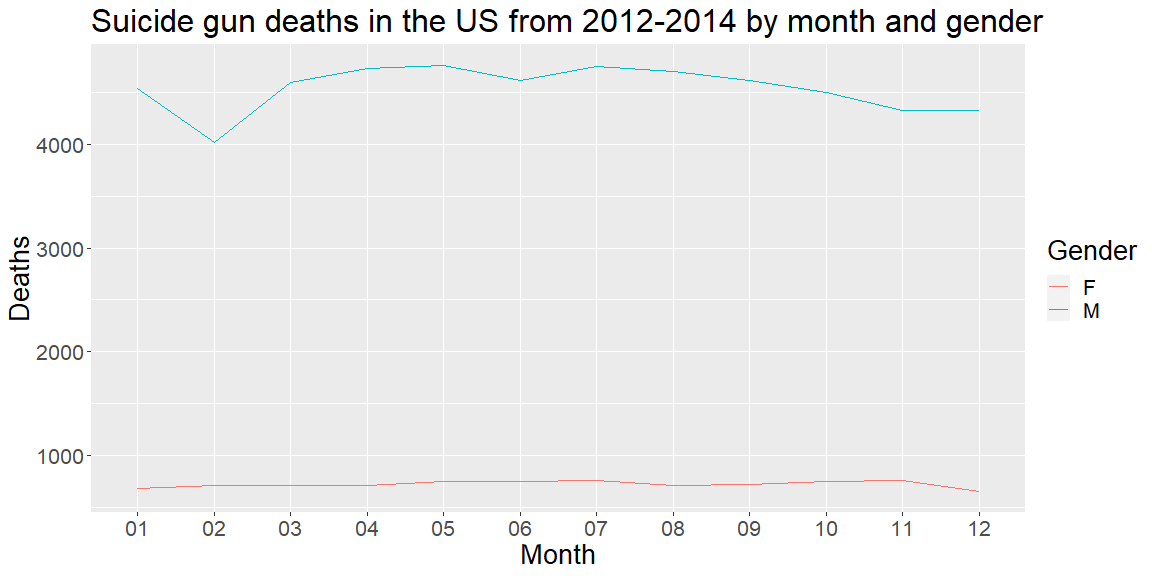 Suicide gun deaths in the US from 2012-2014 by month and gender
4000
3000
2000
1000
Deaths
01 02 03 04 05 06 07 08 09 10 11 12
Month
Gender
F
M